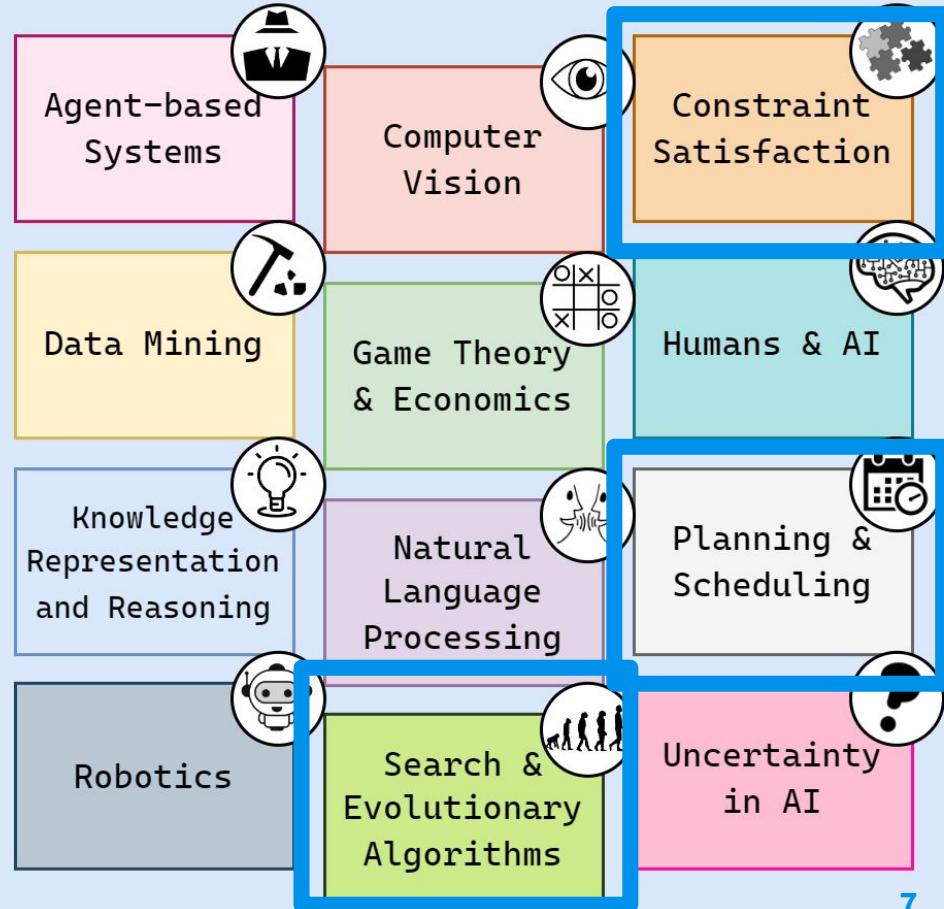 Agent-based
Systems
Computer
Vision
Constraint
Satisfaction
Data Mining
Game Theory
& Economics
Humans & AI
Knowledge
Representation
and Reasoning
Natural
Language
Processing
Planning &
Scheduling
Robotics
Search &
Evolutionary
Algorithms
Uncertainty
in AI
7